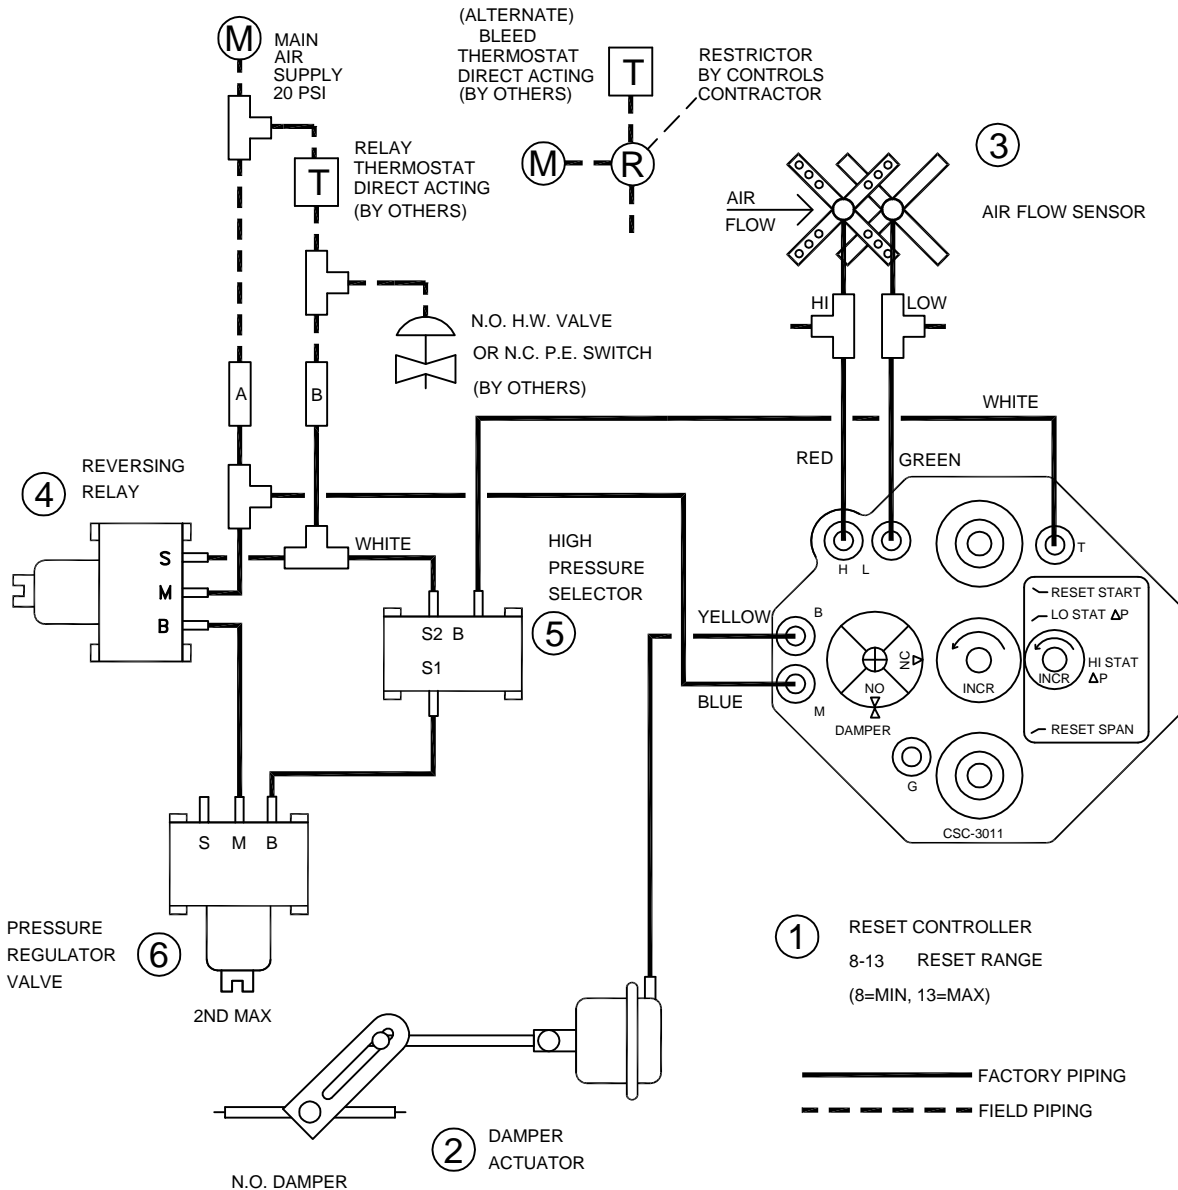 M
MAIN
AIR
SUPPLY
20 PSI
(ALTERNATE)
BLEED
THERMOSTAT
DIRECT ACTING
(BY OTHERS)
T
RESTRICTOR
BY CONTROLS
CONTRACTOR
M
R
RELAY
THERMOSTAT
DIRECT ACTING
(BY OTHERS)
T
3
AIR
FLOW
AIR FLOW SENSOR
HI
LOW
N.O. H.W. VALVE
OR N.C. P.E. SWITCH
(BY OTHERS)
A
B
WHITE
RED
GREEN
4
REVERSING
RELAY
S
M
B
WHITE
HIGH
PRESSURE
SELECTOR
5
S2 B
S1
YELLOW
BLUE
H L
T
B
M
NC
NO
DAMPER
INCR
INCR
RESET START
LO STAT ΔP
HI STAT
ΔP
RESET SPAN
G
CSC-3011
S M B
PRESSURE
REGULATOR
VALVE
6
2ND MAX
1
RESET CONTROLLER
8-13 RESET RANGE
(8=MIN, 13=MAX)
FACTORY PIPING
FIELD PIPING
2
DAMPER
ACTUATOR
N.O. DAMPER